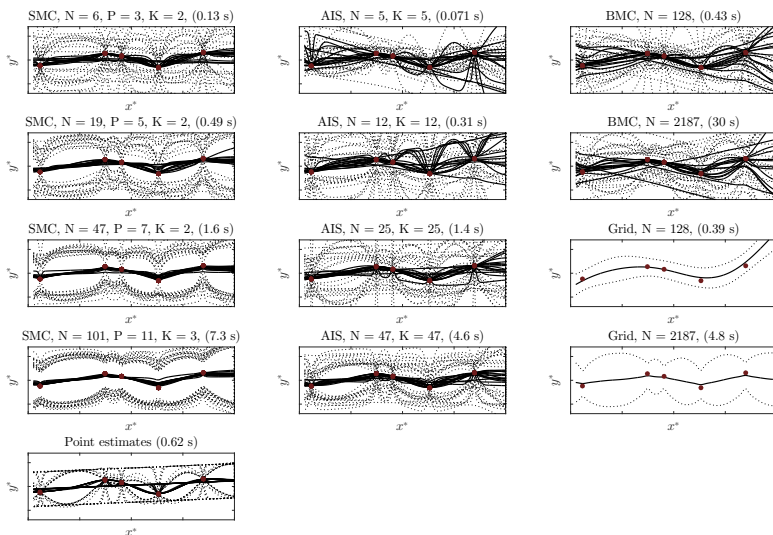 SMC, N = 6, P = 3, K = 2, (0.13 s)
y*
x*
AIS, N = 5, K = 5, (0.071 s)
y*
x*
BMC, N = 128, (0.43 s)
y*
x*
SMC, N = 19, P = 5, K = 2, (0.49 s)
y*
x*
AIS, N = 12, K = 12, (0.31 s)
y*
x*
BMC, N = 2187, (30 s)
y*
x*
SMC, N = 47, P = 7, K = 2, (1.6 s)
y*
x*
AIS, N = 25, K = 25, (1.4 s)
y*
x*
Grid, N = 128, (0.39 s)
y*
x*
SMC, N = 101, P = 11, K = 3, (7.3 s)
y*
x*
AIS, N = 47, K = 47, (4.6 s)
y*
x*
Grid, N = 2187, (4.8 s)
y*
x*
Point estimates (0.62 s)
y*
x*